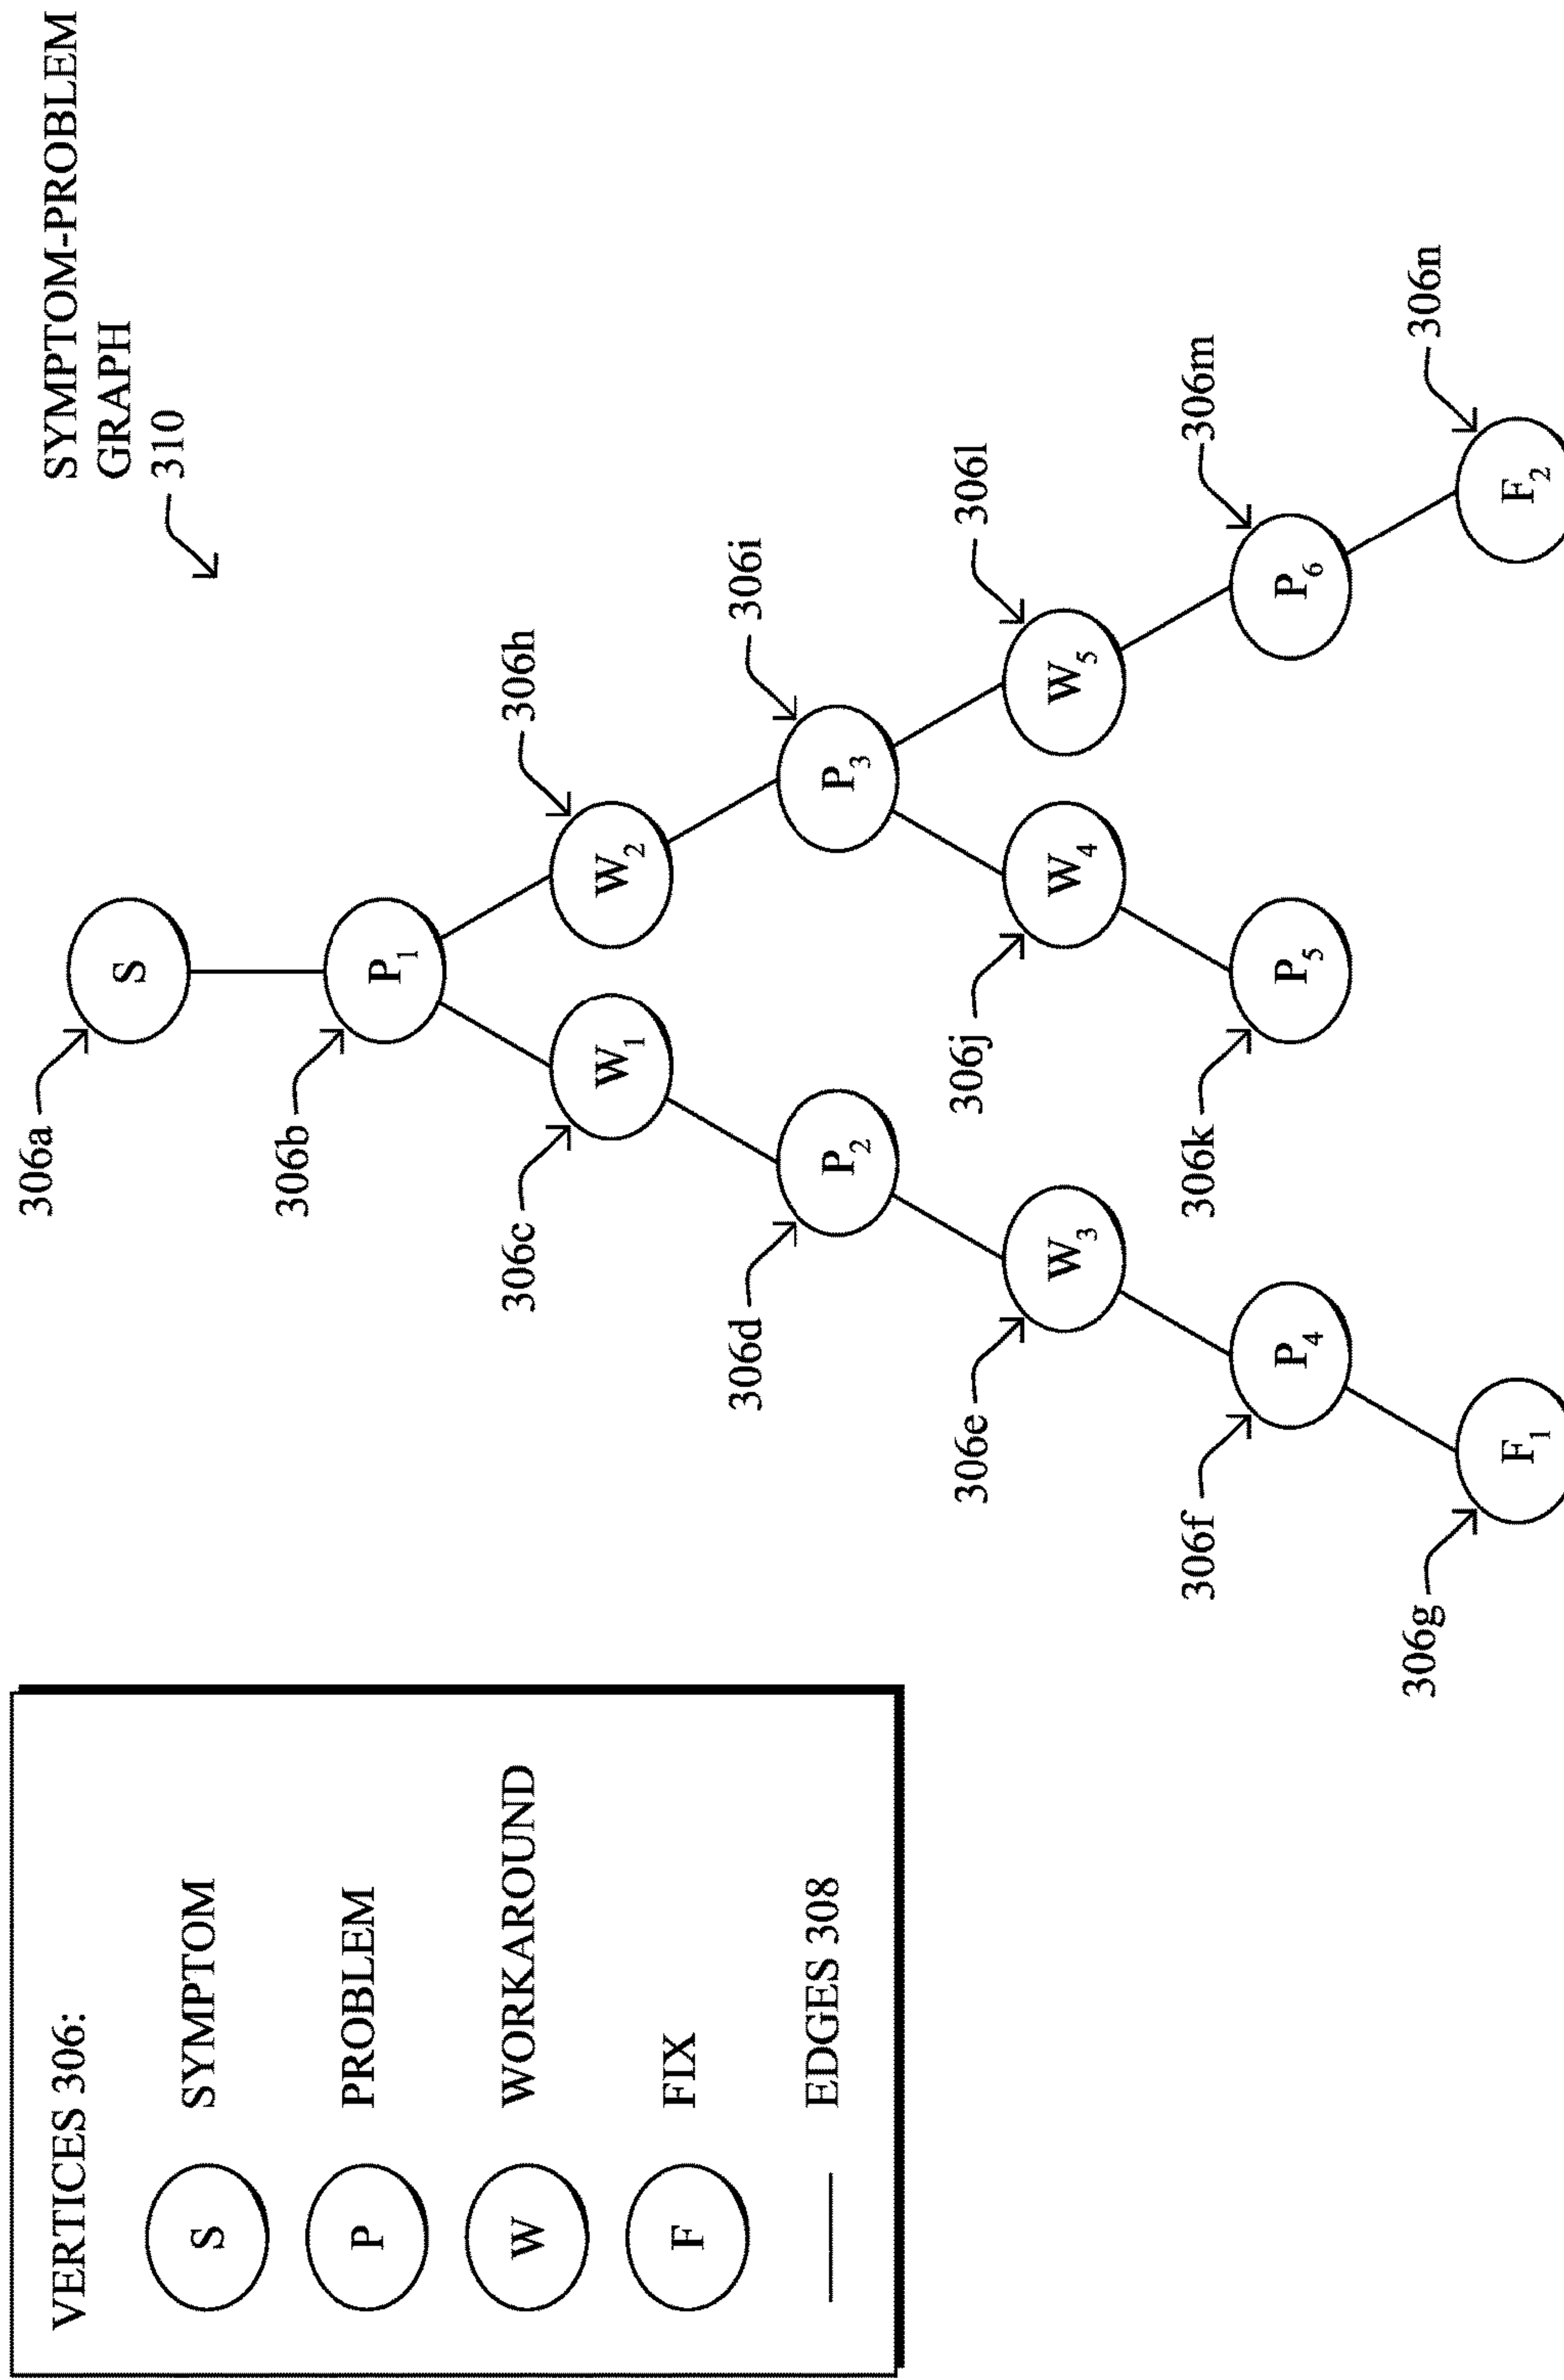 VERTICES 306:
S SYMPTOM
P PROBLEM
W WORKAROUND
F FIX
EDGES 308
SYMPTOM-PROBLEM
GRAPH
310
306a
S
306b
P1
306c
W1
W2
306h
306d
P2
P3
306i
306e
W3
306j
W4
W5
306l
306f
P4
306k
P5
P6
306m
306g
F1
F2
306n